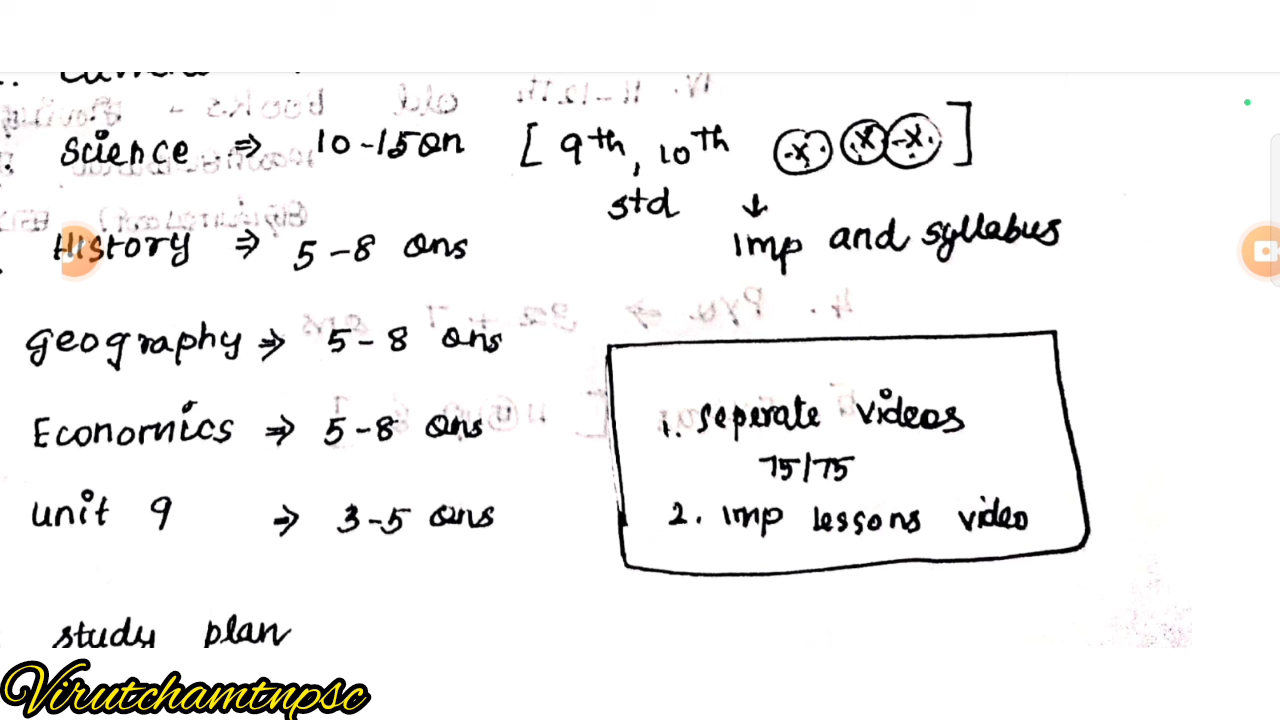 Science ⇒ 10-15 Qn [ 9th, 10th ]
std ↓
History ⇒ 5-8 Qns imp and syllabus
Geography ⇒ 5-8 Qns
Economics ⇒ 5-8 Qns
unit 9 ⇒ 3-5 Qns
1. seperate videos
75/75
2. imp lessons video
study plan
Virutchamtnpsc